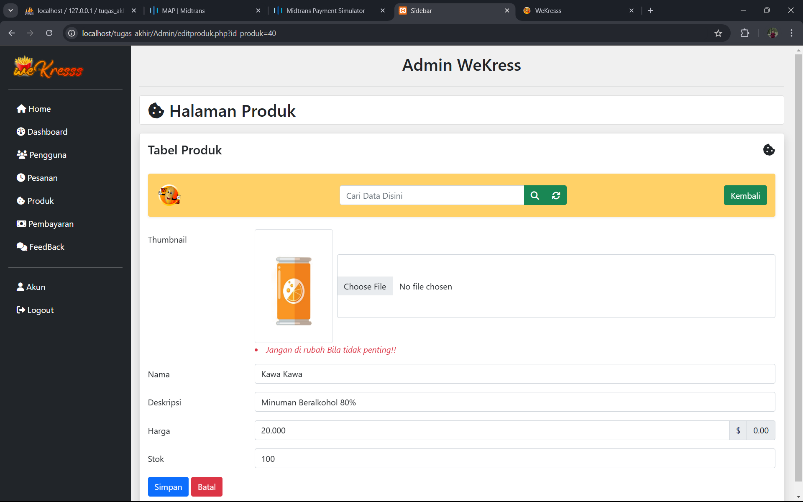 localhost / 127.0.0.1 / tugas_akl
MAP | Midtrans
Midtrans Payment Simulator
Sidebar
WeKresss
localhost/tugas_akhir/Admin/editproduk.php?id_produk=40
weKresss
Admin WeKress
Home
Dashboard
Pengguna
Pesanan
Produk
Pembayaran
FeedBack
Akun
Logout
Halaman Produk
Tabel Produk
Cari Data Disini
Kembali
Thumbnail
Choose File No file chosen
Jangan di rubah Bila tidak penting!!
Nama
Kawa Kawa
Deskripsi
Minuman Beralkohol 80%
Harga
20.000
$
0.00
Stok
100
Simpan
Batal